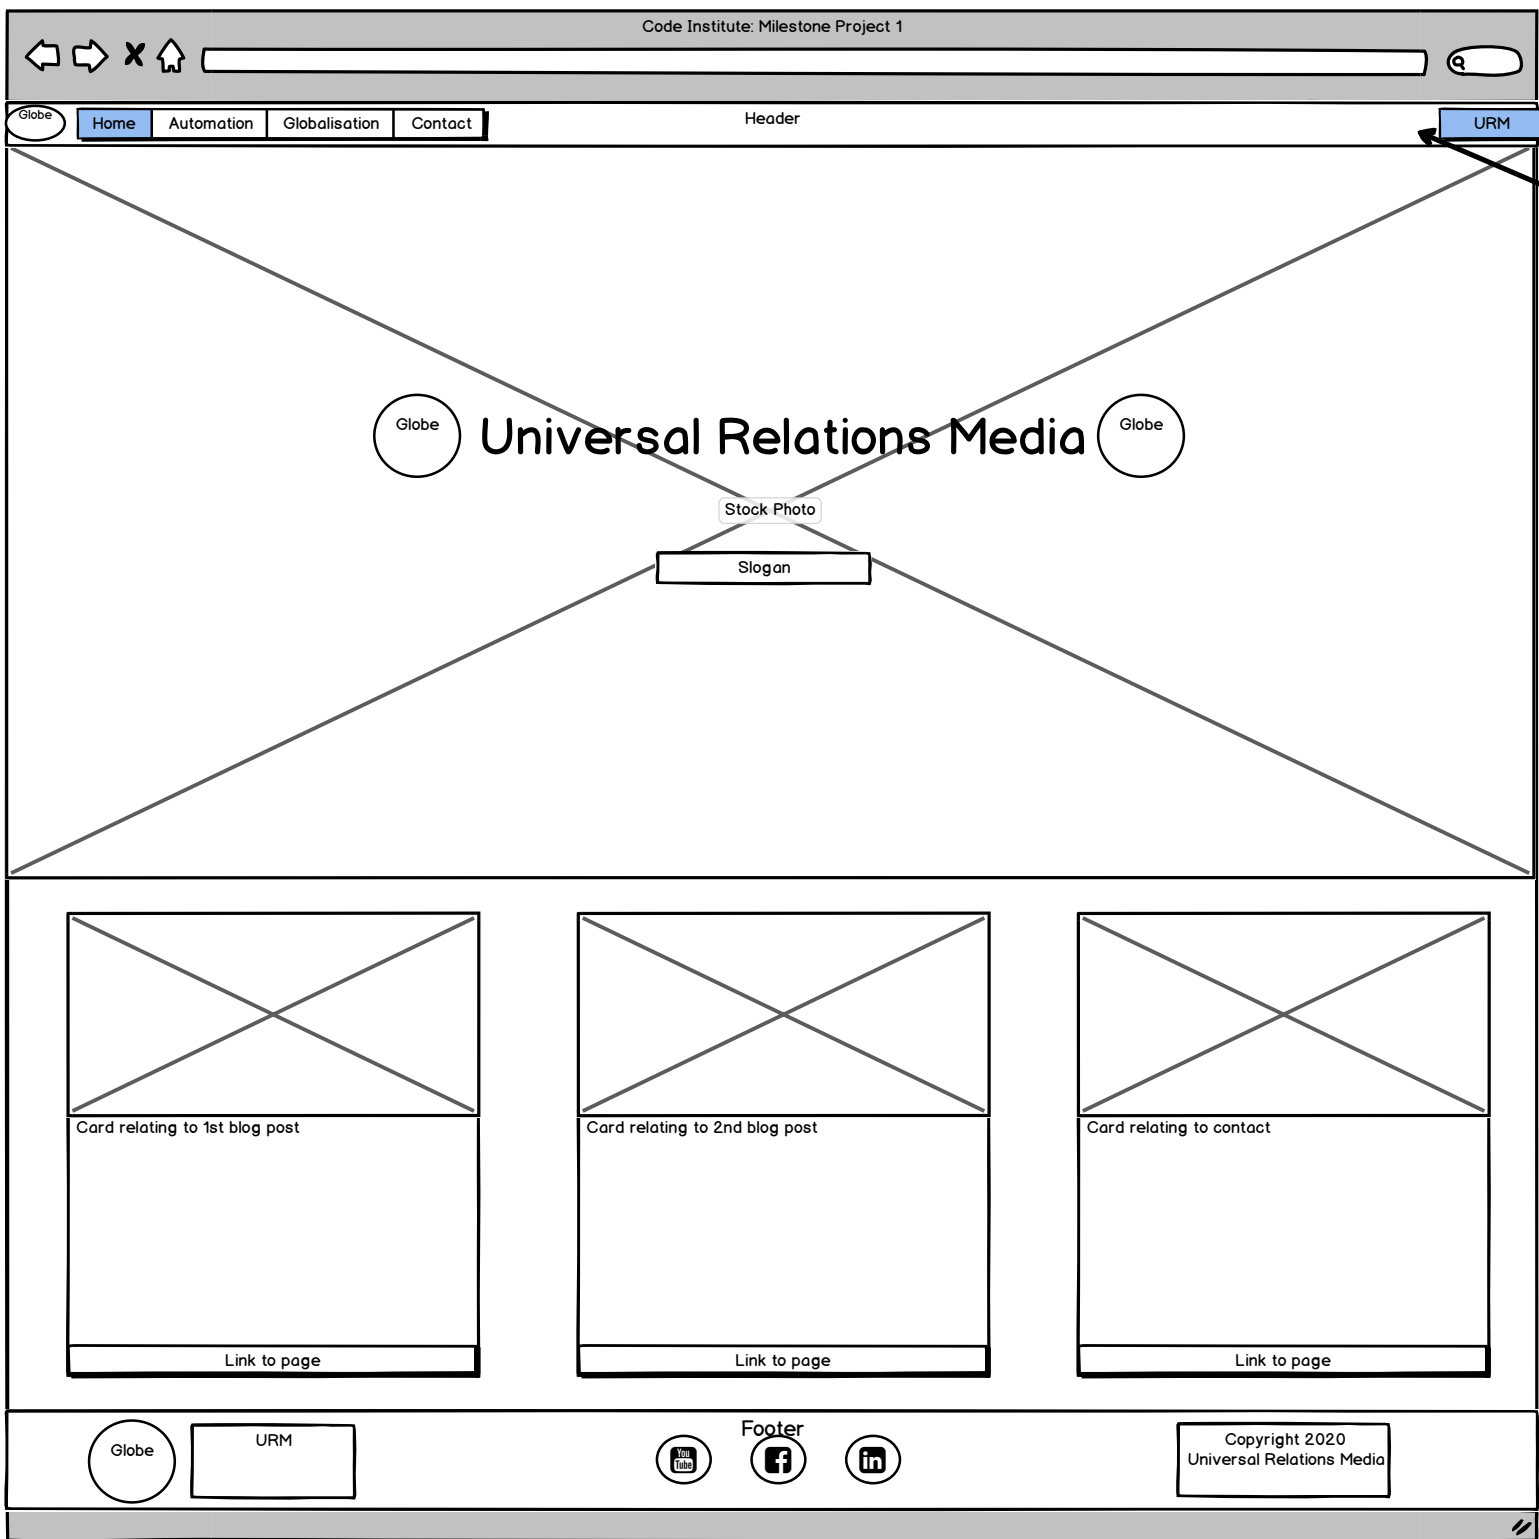 Code Institute: Milestone Project 1
Globe
Home
Automation
Globalisation
Contact
Header
URM
Globe
Universal Relations Media
Globe
Stock Photo
Slogan
Card relating to 1st blog post
Card relating to 2nd blog post
Card relating to contact
Link to page
Link to page
Link to page
Globe
URM
Footer
You
Tube
f
in
Copyright 2020
Universal Relations Media